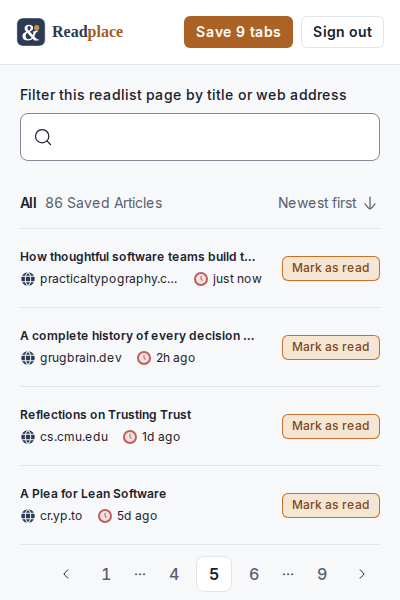 & Readplace
Save 9 tabs
Sign out
Filter this readlist page by title or web address
All 86 Saved Articles
Newest first
How thoughtful software teams build t...
practicaltypography.c... just now
Mark as read
A complete history of every decision ...
grugbrain.dev 2h ago
Mark as read
Reflections on Trusting Trust
cs.cmu.edu 1d ago
Mark as read
A Plea for Lean Software
cr.yp.to 5d ago
Mark as read
1 ... 4 5 6 ... 9